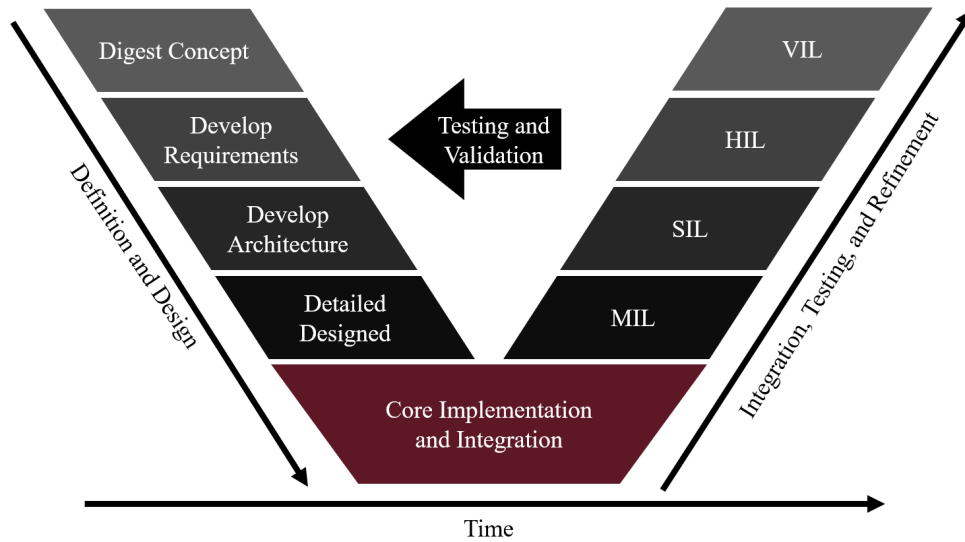 Digest Concept
Develop
Requirements
Develop
Architecture
Detailed
Designed
Core Implementation
and Integration
MIL
SIL
HIL
VIL
Testing and
Validation
Definition and Design
Integration, Testing, and Refinement
Time